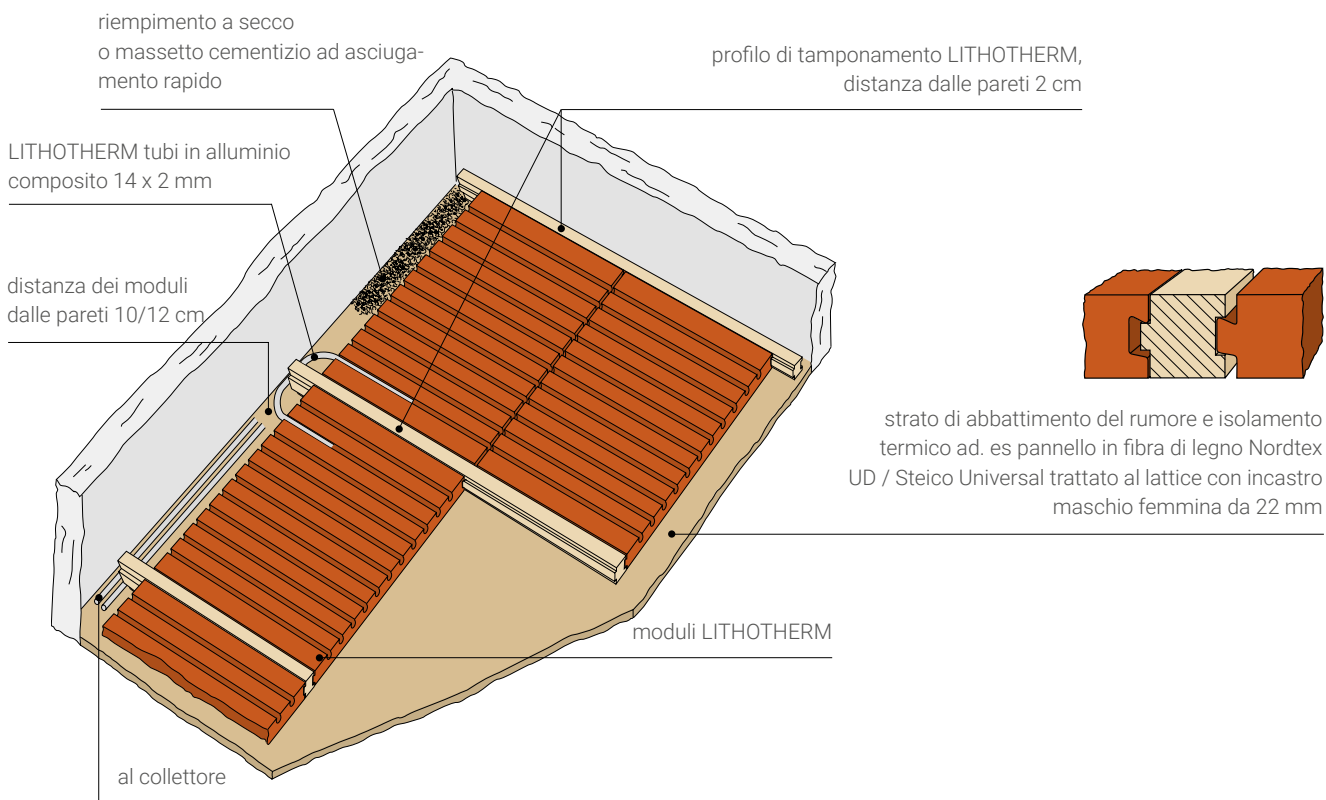 riempimento a secco
o massetto cementizio ad asciuga-
mento rapido
profilo di tamponamento LITHOTHERM,
distanza dalle pareti 2 cm
LITHOTHERM tubi in alluminio
composito 14 x 2 mm
distanza dei moduli
dalle pareti 10/12 cm
strato di abbattimento del rumore e isolamento
termico ad. es pannello in fibra di legno Nordtex
UD / Steico Universal trattato al lattice con incastro
maschio femmina da 22 mm
moduli LITHOTHERM
al collettore